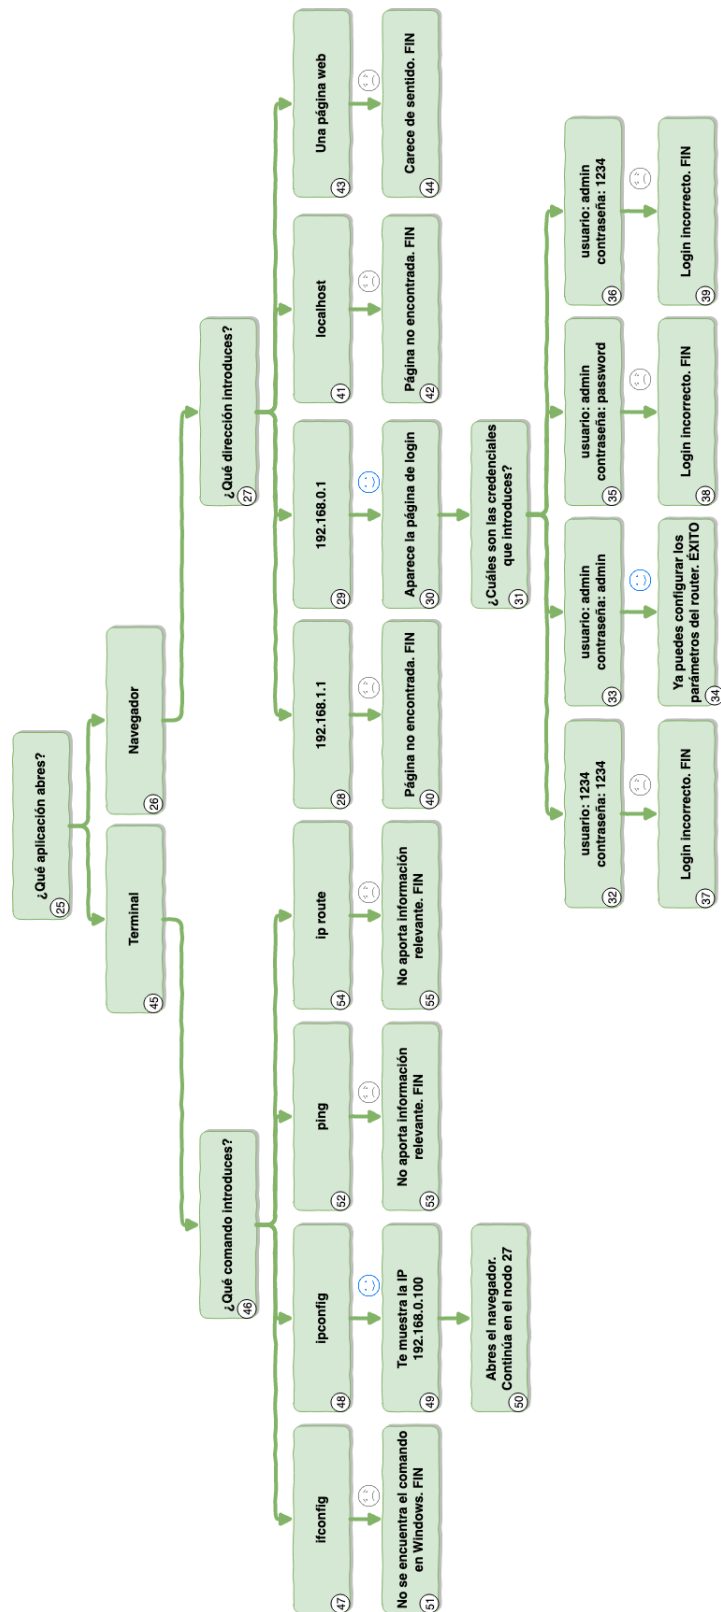 ¿Qué aplicación abres?
25
Terminal
45
Navegador
26
¿Qué comando introduces?
46
¿Qué dirección introduces?
27
ifconfig
47
ipconfig
48
ping
52
ip route
54
192.168.1.1
28
192.168.0.1
29
localhost
41
Una página web
43
No se encuentra el comando
en Windows. FIN
51
Te muestra la IP
192.168.0.100
49
No aporta información
relevante. FIN
53
No aporta información
relevante. FIN
55
Página no encontrada. FIN
40
Aparece la página de login
30
Página no encontrada. FIN
42
Carece de sentido. FIN
44
Abres el navegador.
Continúa en el nodo 27
50
¿Cuáles son las credenciales
que introduces?
31
usuario: 1234
contraseña: 1234
32
usuario: admin
contraseña: admin
33
usuario: admin
contraseña: password
35
usuario: admin
contraseña: 1234
36
Login incorrecto. FIN
37
Ya puedes configurar los
parámetros del router. ÉXITO
34
Login incorrecto. FIN
38
Login incorrecto. FIN
39